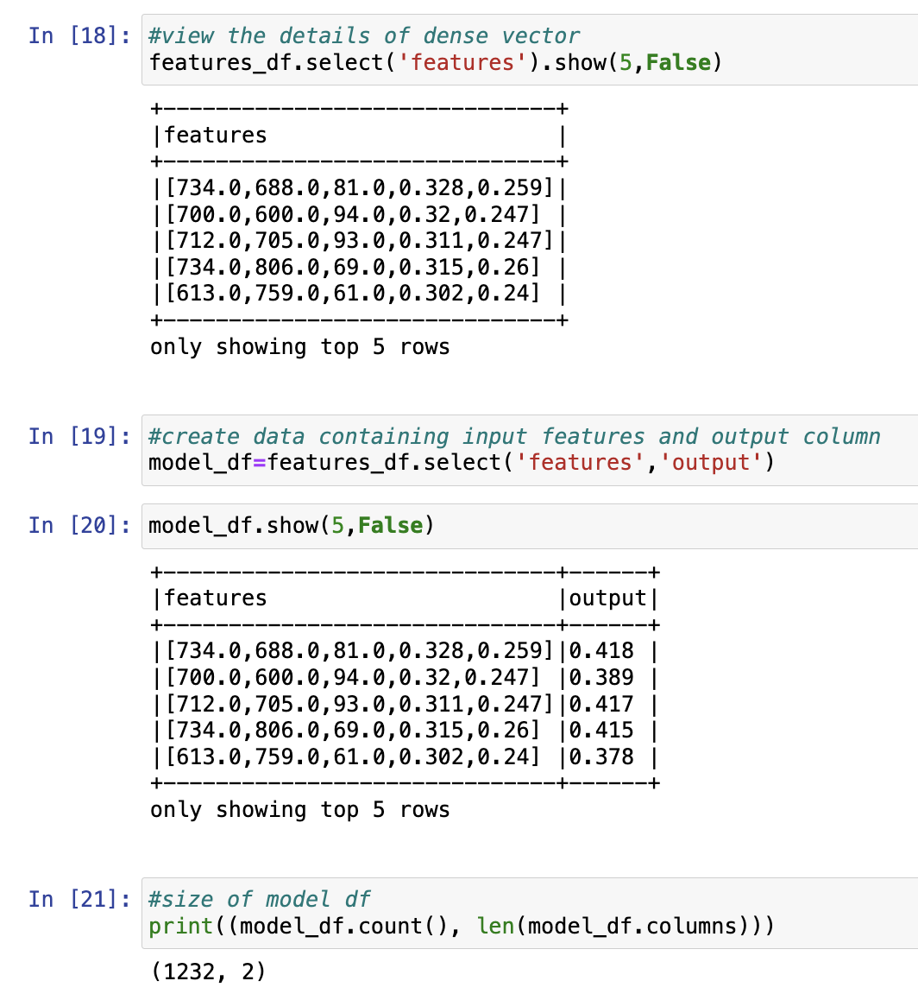 In [18]: #view the details of dense vector
features_df.select('features').show(5,False)
+------------------------------+
|features                      |
+------------------------------+
|[734.0,688.0,81.0,0.328,0.259]|
|[700.0,600.0,94.0,0.32,0.247] |
|[712.0,705.0,93.0,0.311,0.247]|
|[734.0,806.0,69.0,0.315,0.26] |
|[613.0,759.0,61.0,0.302,0.24] |
+------------------------------+
only showing top 5 rows
In [19]: #create data containing input features and output column
model_df=features_df.select('features','output')
In [20]: model_df.show(5,False)
+------------------------------+------+
|features                      |output|
+------------------------------+------+
|[734.0,688.0,81.0,0.328,0.259]|0.418 |
|[700.0,600.0,94.0,0.32,0.247] |0.389 |
|[712.0,705.0,93.0,0.311,0.247]|0.417 |
|[734.0,806.0,69.0,0.315,0.26] |0.415 |
|[613.0,759.0,61.0,0.302,0.24] |0.378 |
+------------------------------+------+
only showing top 5 rows
In [21]: #size of model df
print((model_df.count(), len(model_df.columns)))
(1232, 2)